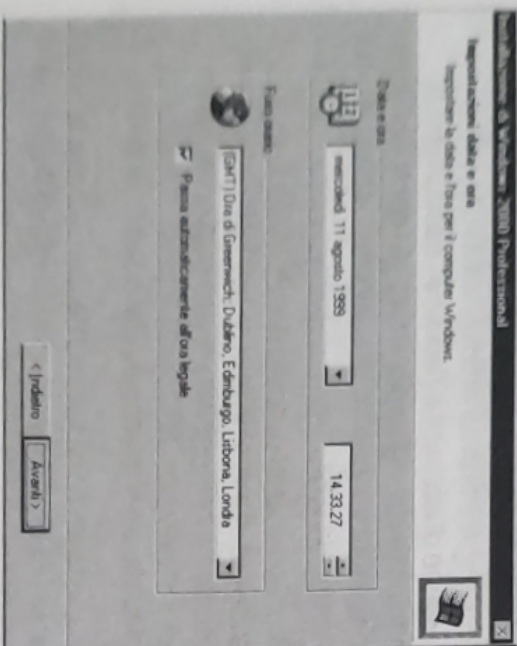 Installazione di Windows 2000 Professional
Impostazioni data e ora
Impostare la data e l'ora per il computer Windows.
Data e ora
mercoledì 11 agosto 1999
14.33.27
Fuso orario
(GMT) Ora di Greenwich: Dublino, Edimburgo, Lisbona, Londra
Passa automaticamente all'ora legale
< Indietro
Avanti >